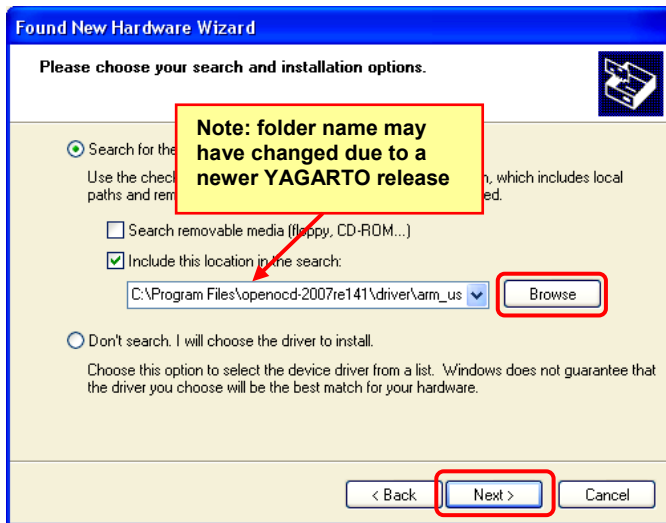 Found New Hardware Wizard
Please choose your search and installation options.
Note: folder name may
have changed due to a
newer YAGARTO release
Search for the
Use the check , which includes local
paths and rem ed.
Search removable media (floppy, CD-ROM...)
Include this location in the search:
C:\Program Files\openocd-2007re141\driver\arm_us
Browse
Don't search. I will choose the driver to install.
Choose this option to select the device driver from a list. Windows does not guarantee that
the driver you choose will be the best match for your hardware.
< Back
Next >
Cancel